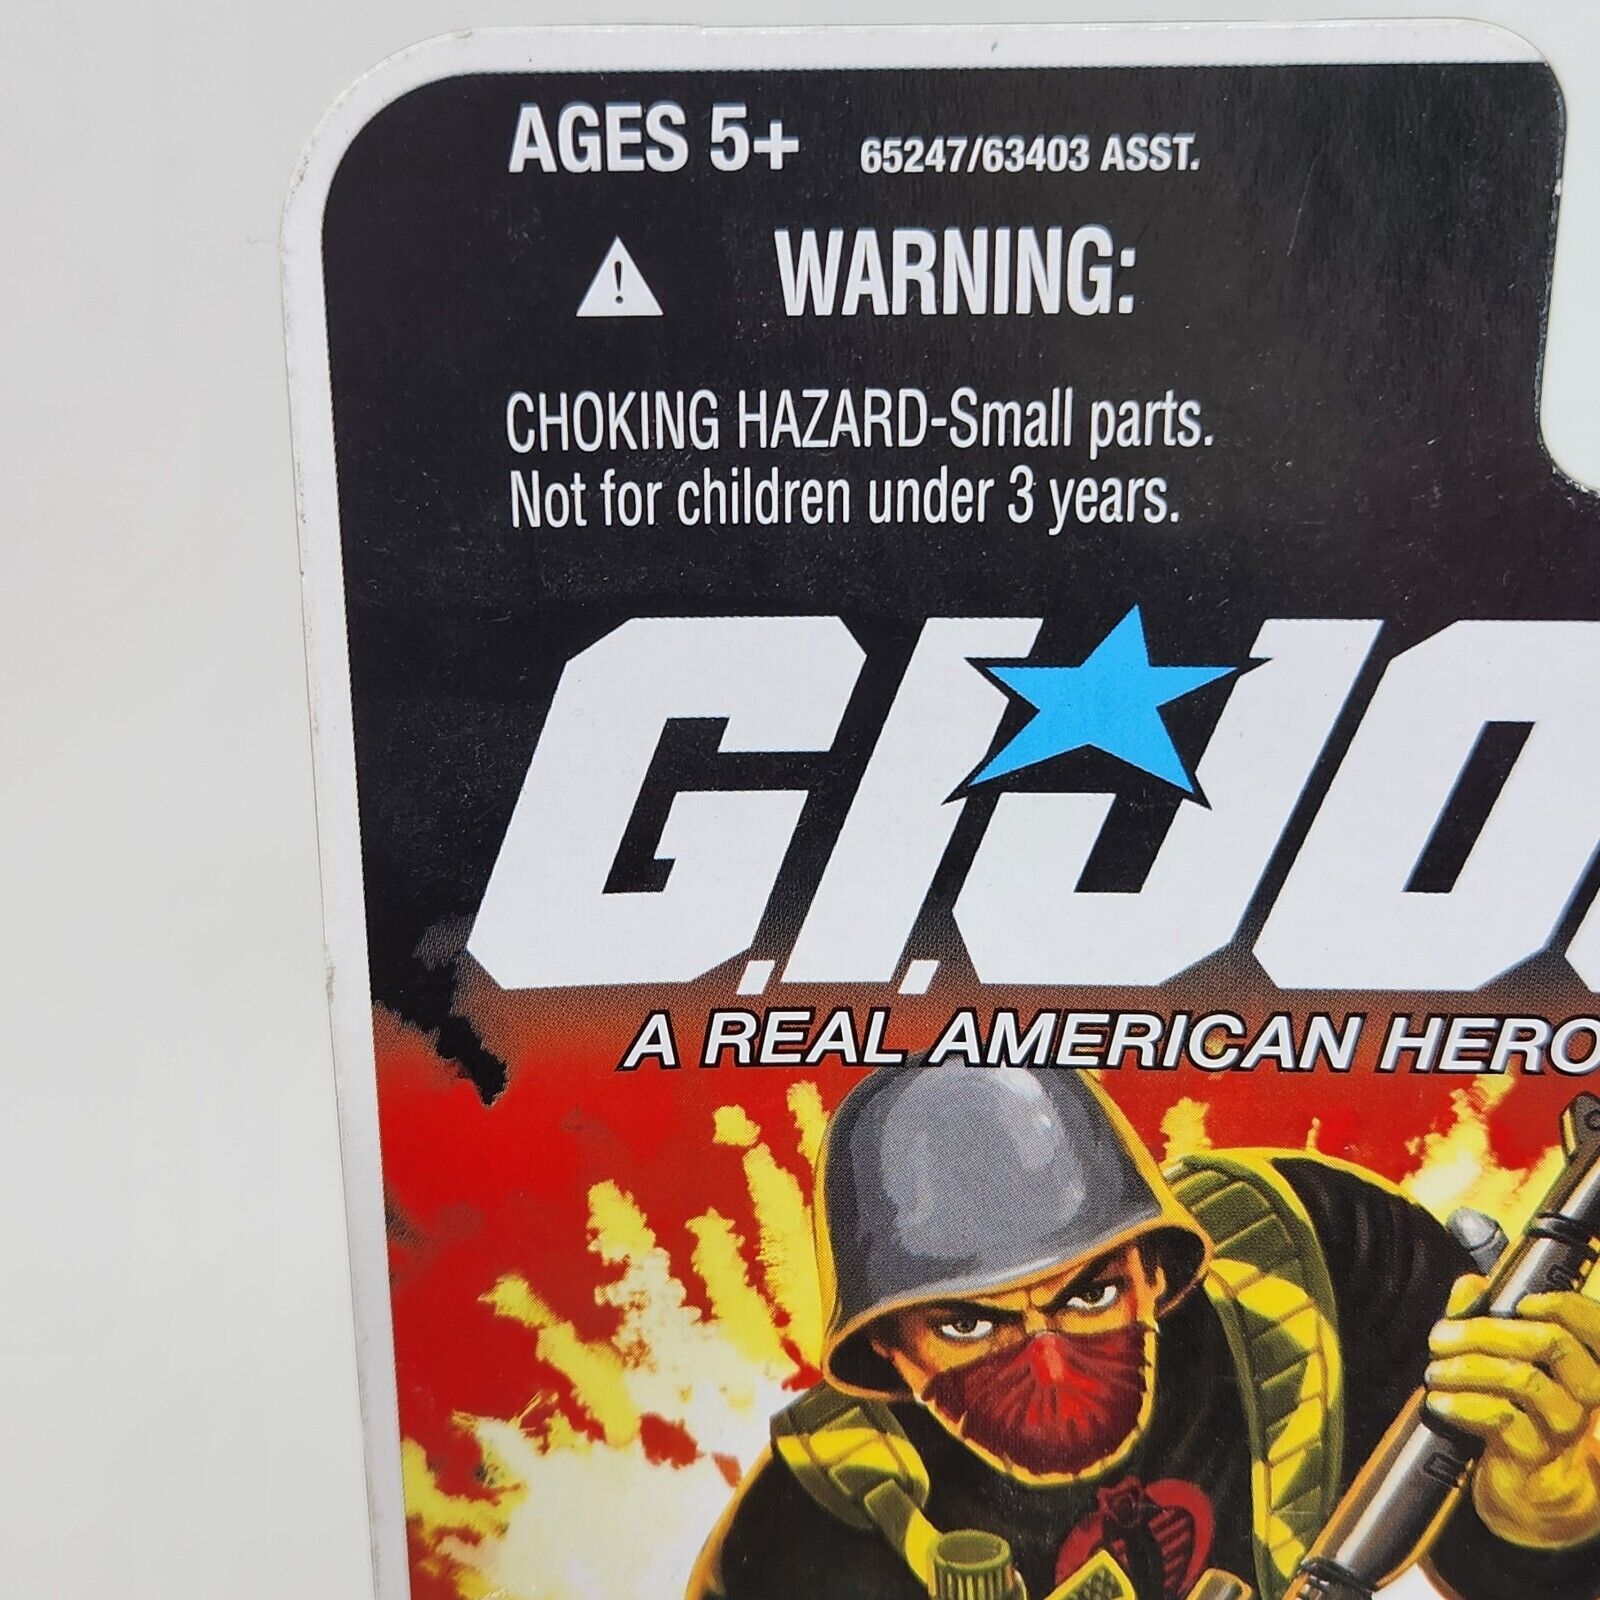 AGES 5+ 65247/63403 ASST.
WARNING:
CHOKING HAZARD-Small parts.
Not for children under 3 years.
G.I.JO
A REAL AMERICAN HERO